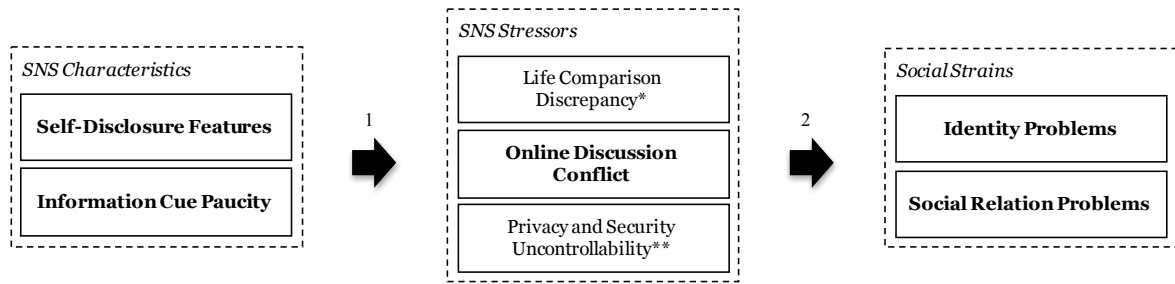 SNS Characteristics
Self-Disclosure Features
Information Cue Paucity
1
SNS Stressors
Life Comparison
Discrepancy*
Online Discussion
Conflict
Privacy and Security
Uncontrollability**
2
Social Strains
Identity Problems
Social Relation Problems